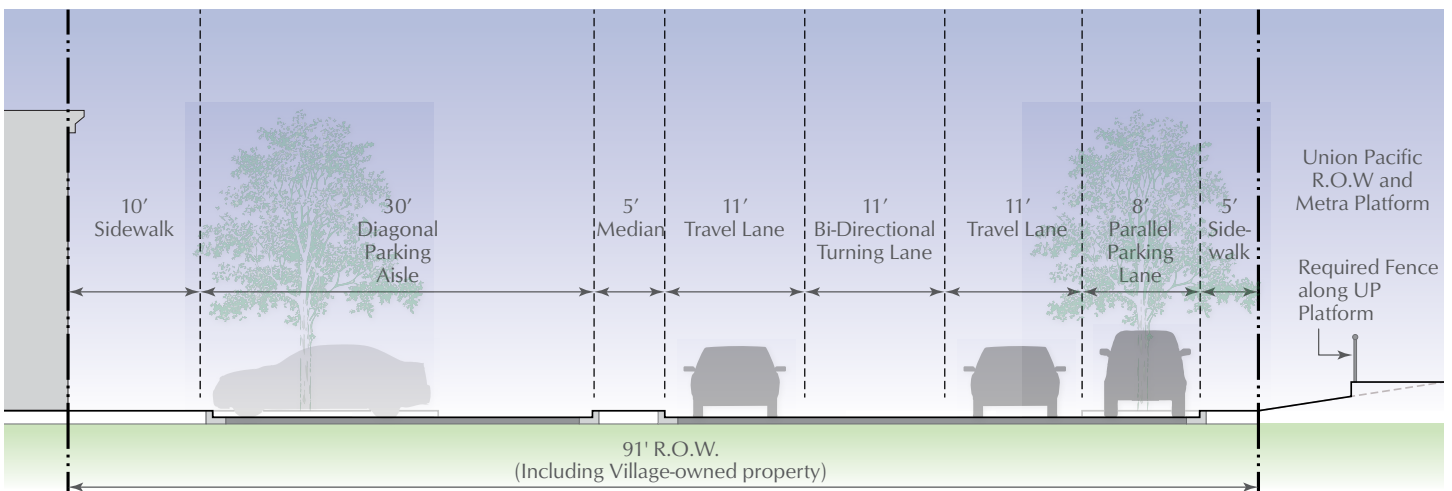 10′
Sidewalk
30′
Diagonal
Parking
Aisle
5′
Median
11′
Travel Lane
11′
Bi-Directional
Turning Lane
11′
Travel Lane
8′
Parallel
Parking
Lane
5′
Side-
walk
Union Pacific
R.O.W and
Metra Platform
Required Fence
along UP
Platform
91' R.O.W.
(Including Village-owned property)